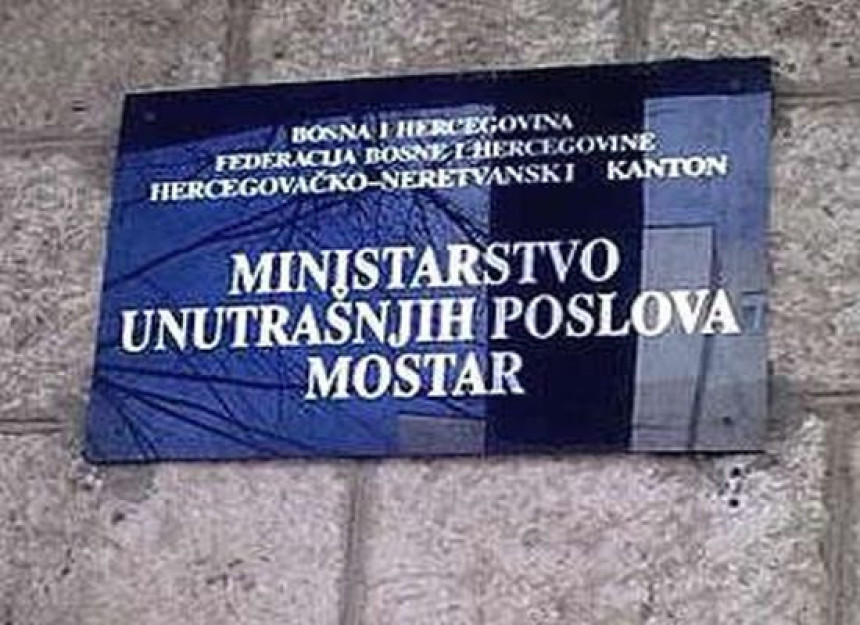 BOSNA I HERCEGOVINA
FEDERACIJA BOSNE I HERCEGOVINE
HERCEGOVAČKO-NERETVANSKI KANTON
MINISTARSTVO
UNUTRAŠNJIH POSLOVA
MOSTAR